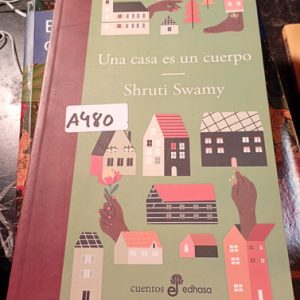 Una casa es un cuerpo
Shruti Swamy
A480
cuentos edhasa